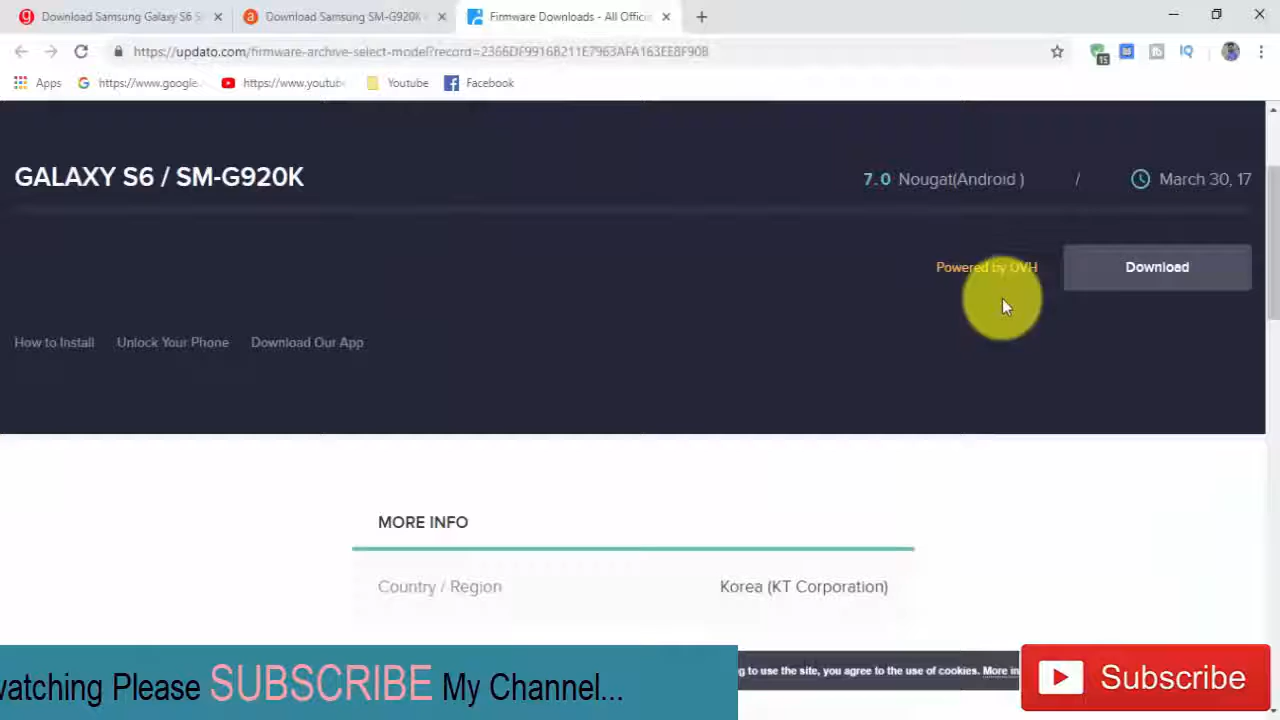 Download Samsung Galaxy S6 S
Download Samsung SM-G920K
Firmware Downloads - All Offic
https://updato.com/firmware-archive-select-model?record=2366DF9916B211E7963AFA163EE8F90B
15
Apps
https://www.google
https://www.youtube
Youtube
Facebook
GALAXY S6 / SM-G920K
7.0 Nougat(Android )
/
March 30, 17
Powered by OVH
Download
How to Install
Unlock Your Phone
Download Our App
MORE INFO
Country / Region
Korea (KT Corporation)
g to use the site, you agree to the use of cookies. More in
watching Please SUBSCRIBE My Channel...
Subscribe